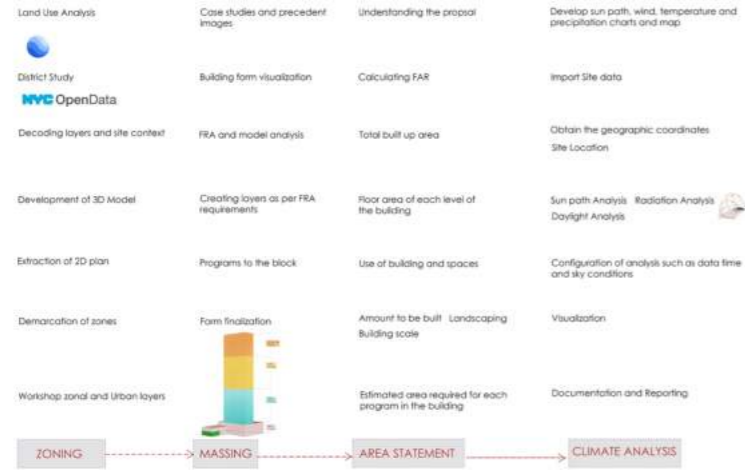 Land Use Analysis
Case studies and precedent
images
Understanding the propsal
Develop sun path, wind, temperature and
precipitation charts and map
District Study
NYC OpenData
Building form visualization
Calculating FAR
Import Site data
Decoding layers and site context
FRA and model analysis
Total built up area
Obtain the geographic coordinates
Site Location
Development of 3D Model
Creating layers as per FRA
requirements
Floor area of each level of
the building
Sun path Analysis Radiation Analysis
Daylight Analysis
Extraction of 2D plan
Programs to the block
Use of building and spaces
Configuration of analysis such as data time
and sky conditions
Demarcation of zones
Form finalization
Amount to be built Landscaping
Building scale
Visualization
Workshop zonal and Urban layers
Estimated area required for each
program in the building
Documentation and Reporting
ZONING
MASSING
AREA STATEMENT
CLIMATE ANALYSIS